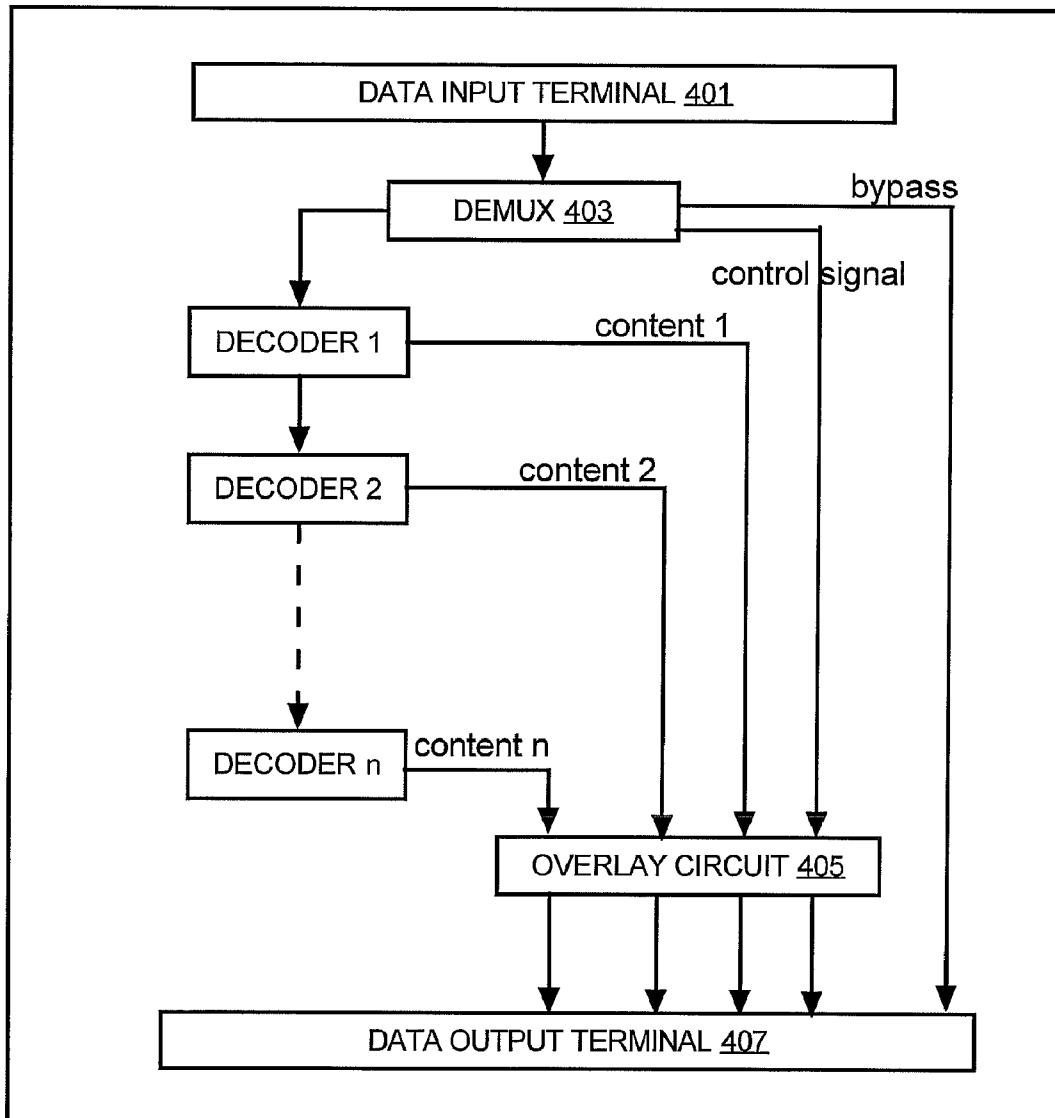 DATA INPUT TERMINAL 401
bypass
DEMUX 403
control signal
content 1
DECODER 1
content 2
DECODER 2
content n
DECODER n
OVERLAY CIRCUIT 405
DATA OUTPUT TERMINAL 407